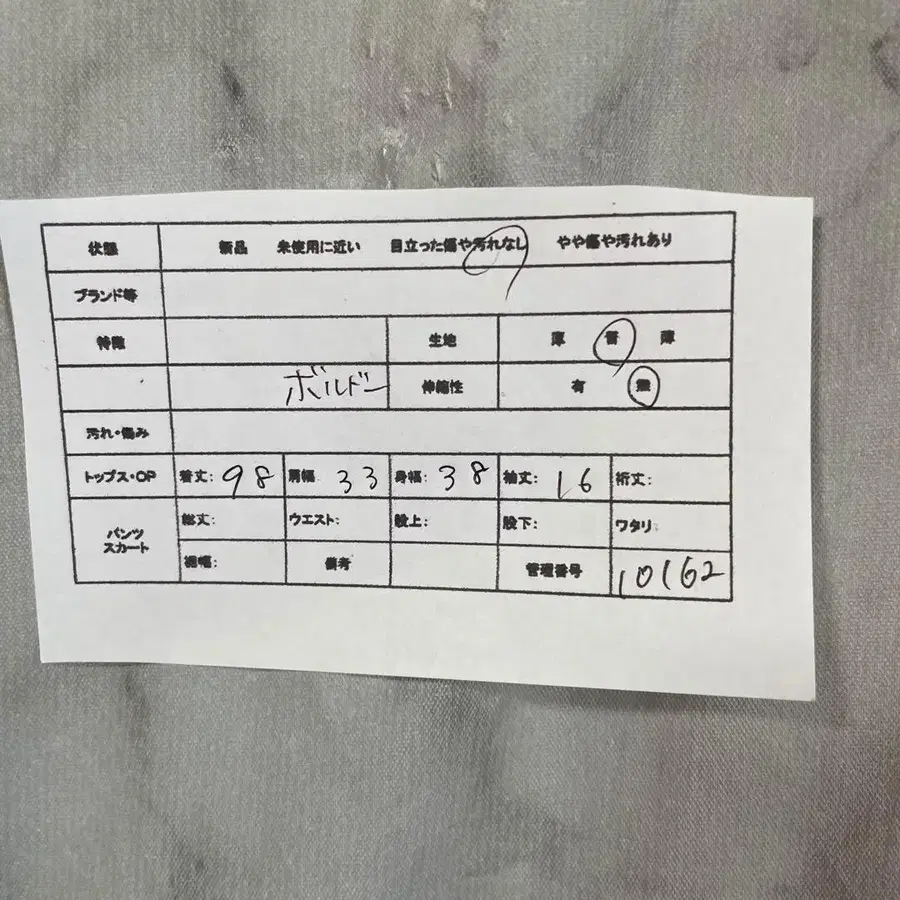 状態 新品 未使用に近い 目立った傷や汚れなし やや傷や汚れあり
ブランド等
特徴 生地 厚 普 薄
ボルドー 伸縮性 有 無
汚れ・傷み
トップス・OP 着丈: 98 肩幅: 33 身幅: 38 袖丈: 16 裄丈:
パンツ スカート 総丈: ウエスト: 股上: 股下: ワタリ:
裾幅: 備考 管理番号 10162